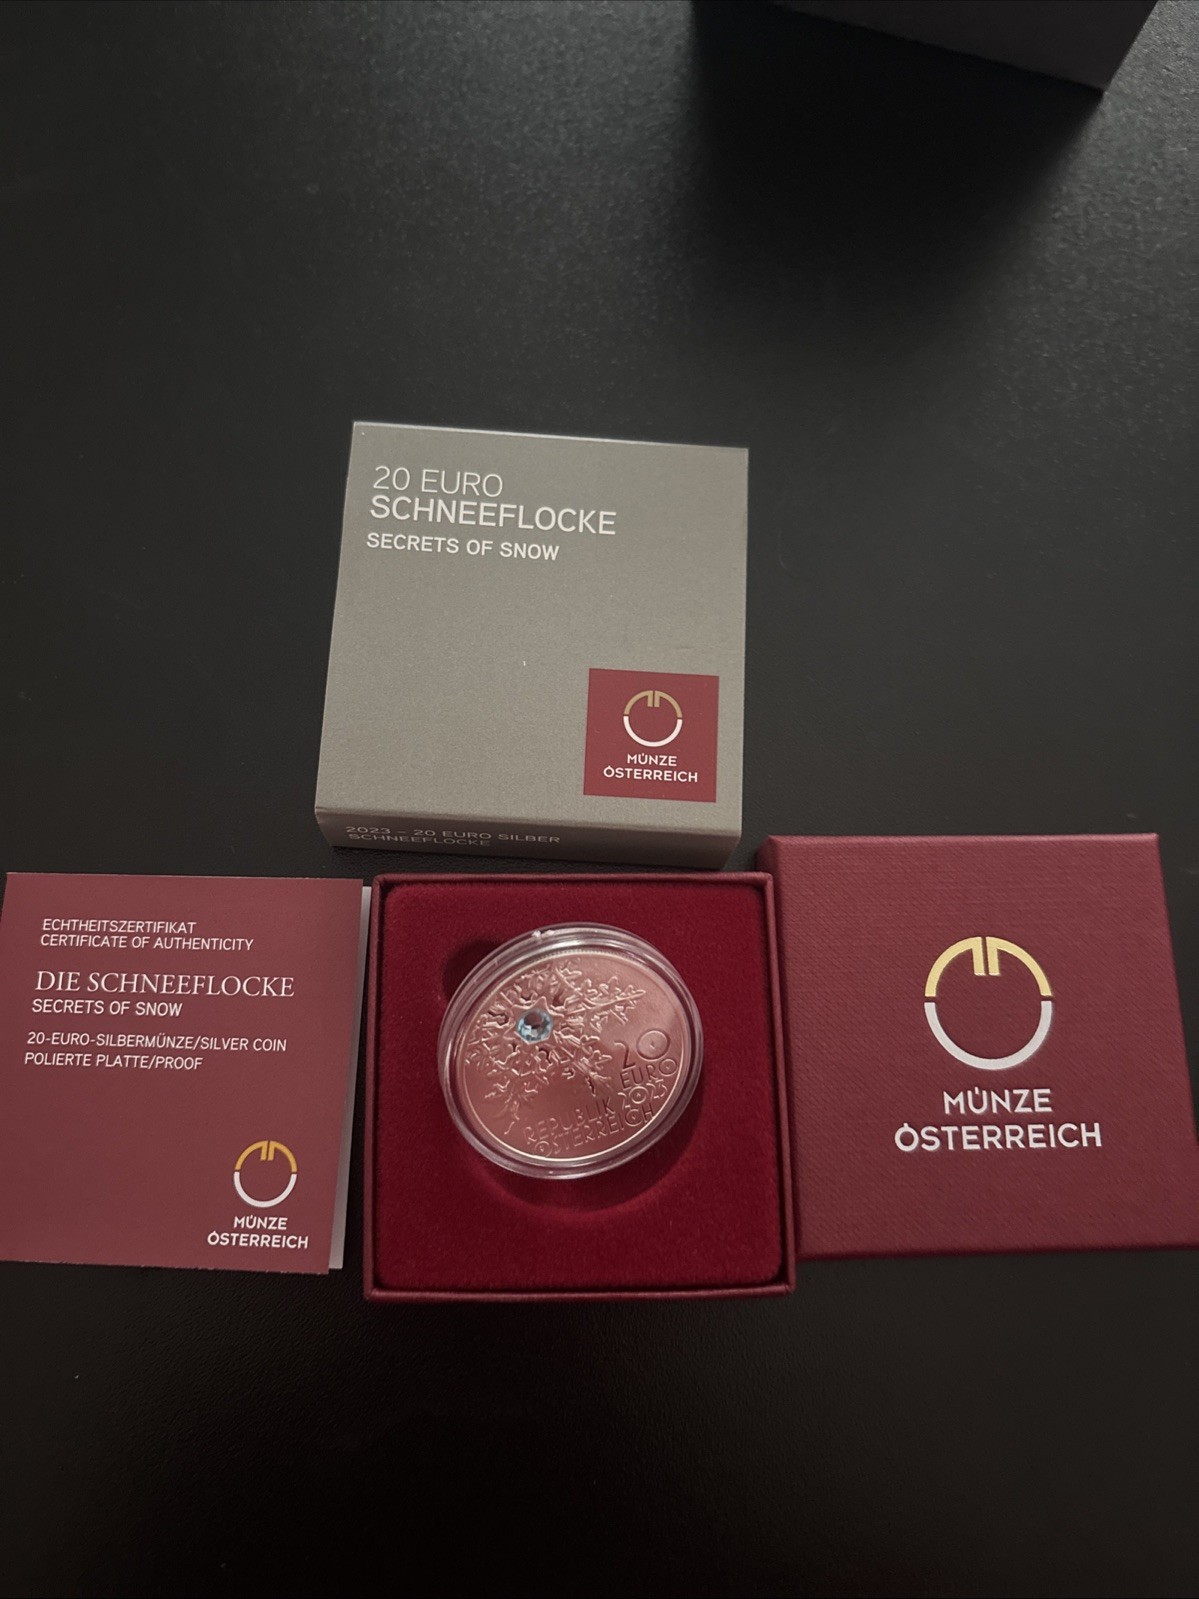 20 EURO
SCHNEEFLOCKE
SECRETS OF SNOW
MÜNZE
ÖSTERREICH
2023 – 20 EURO SILBER
SCHNEEFLOCKE
ECHTHEITSZERTIFIKAT
CERTIFICATE OF AUTHENTICITY
DIE SCHNEEFLOCKE
SECRETS OF SNOW
20-EURO-SILBERMÜNZE/SILVER COIN
POLIERTE PLATTE/PROOF
MÜNZE
ÖSTERREICH
20
EURO
2023
REPUBLIK
ÖSTERREICH
MÜNZE
ÖSTERREICH